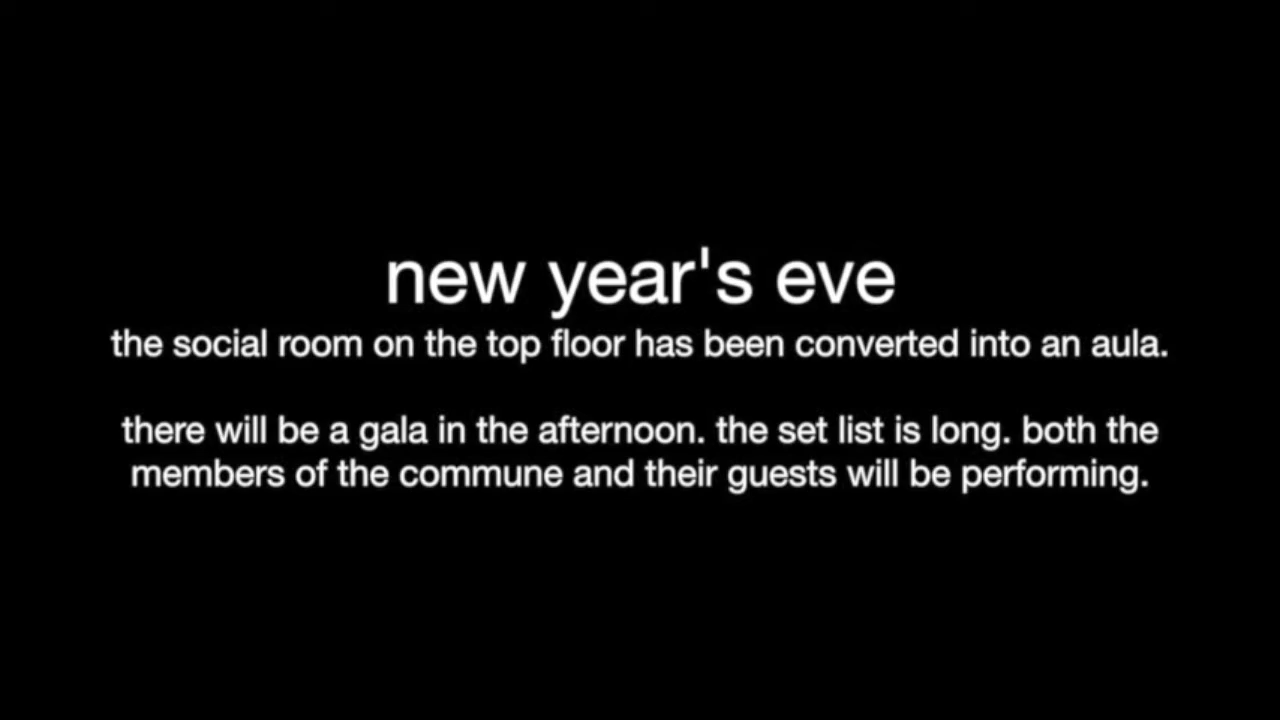 new year's eve
the social room on the top floor has been converted into an aula.
there will be a gala in the afternoon. the set list is long. both the
members of the commune and their guests will be performing.